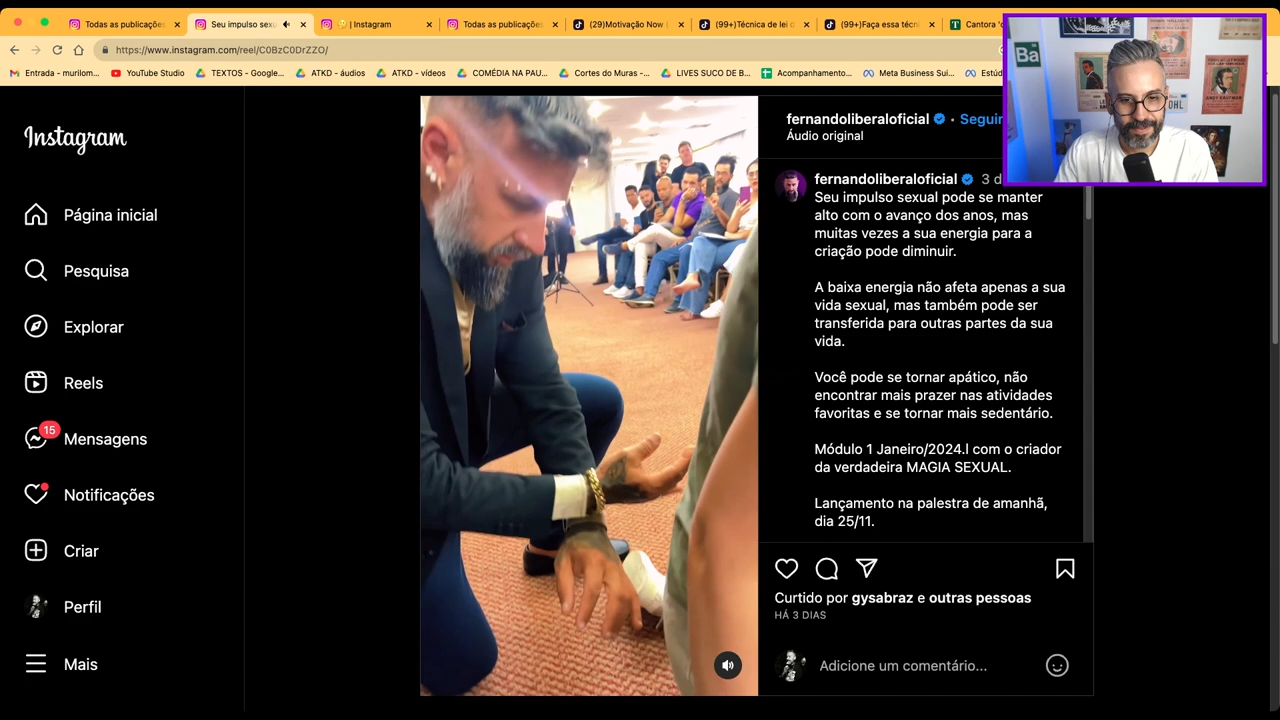 Todas as publicaçõe
Seu impulso sexu
🤔 | Instagram
Todas as publicaçõe
(29)Motivação Now |
(99+)Técnica de lei d
(99+)Faça essa técni
Cantora "d
https://www.instagram.com/reel/C0BzC0DrZZO/
Entrada - murilom...
YouTube Studio
TEXTOS - Google...
ATKD - áudios
ATKD - vídeos
COMÉDIA NA PAU...
Cortes do Muras -...
LIVES SUCO DE B...
Acompanhamento...
Meta Business Sui...
Estúd
Ba
Instagram
Página inicial
Pesquisa
Explorar
Reels
15
Mensagens
Notificações
Criar
Perfil
Mais
fernandoliberaloficial • Seguir
Áudio original
fernandoliberaloficial 3 d
Seu impulso sexual pode se manter
alto com o avanço dos anos, mas
muitas vezes a sua energia para a
criação pode diminuir.
A baixa energia não afeta apenas a sua
vida sexual, mas também pode ser
transferida para outras partes da sua
vida.
Você pode se tornar apático, não
encontrar mais prazer nas atividades
favoritas e se tornar mais sedentário.
Módulo 1 Janeiro/2024.l com o criador
da verdadeira MAGIA SEXUAL.
Lançamento na palestra de amanhã,
dia 25/11.
Curtido por gysabraz e outras pessoas
HÁ 3 DIAS
Adicione um comentário...